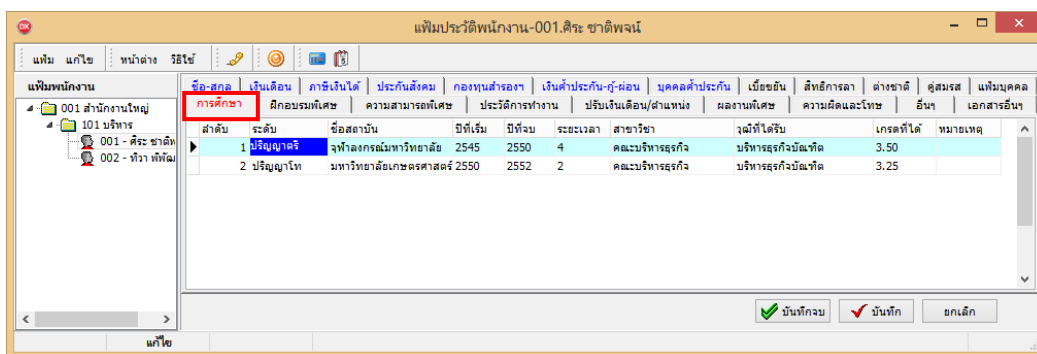 แฟ้มประวัติพนักงาน-001.ศิระ ชาติพจน์
แฟ้ม แก้ไข หน้าต่าง วิธีใช้
แฟ้มพนักงาน
001 สำนักงานใหญ่
101 บริหาร
001 - ศิระ ชาติพ
002 - ทิวา พิพัฒ
ชื่อ-สกุล เงินเดือน ภาษีเงินได้ ประกันสังคม กองทุนสำรองฯ เงินค้ำประกัน-กู้-ผ่อน บุคคลค้ำประกัน เบี้ยขยัน สิทธิการลา ต่างชาติ คู่สมรส แฟ้มบุคคล
การศึกษา ฝึกอบรมพิเศษ ความสามารถพิเศษ ประวัติการทำงาน ปรับเงินเดือน/ตำแหน่ง ผลงานพิเศษ ความผิดและโทษ อื่นๆ เอกสารอื่นๆ
ลำดับ ระดับ ชื่อสถาบัน ปีที่เริ่ม ปีที่จบ ระยะเวลา สาขาวิชา วุฒิที่ได้รับ เกรดที่ได้ หมายเหตุ
1 ปริญญาตรี จุฬาลงกรณ์มหาวิทยาลัย 2545 2550 4 คณะบริหารธุรกิจ บริหารธุรกิจบัณฑิต 3.50
2 ปริญญาโท มหาวิทยาลัยเกษตรศาสตร์ 2550 2552 2 คณะบริหารธุรกิจ บริหารธุรกิจบัณฑิต 3.25
บันทึกจบ บันทึก ยกเลิก
แก้ไข